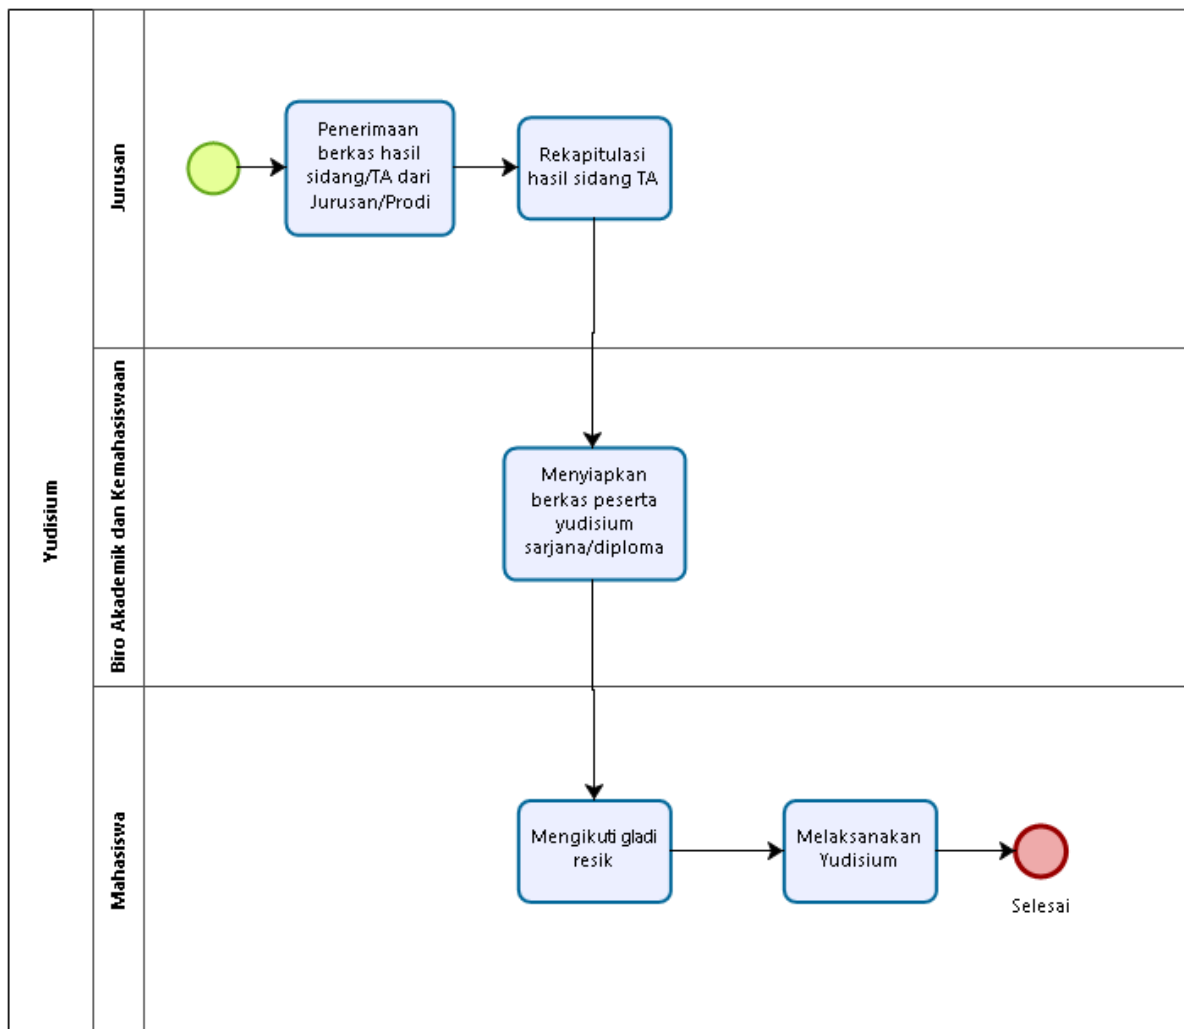 Yudisium
Jurusan
Penerimaan
berkas hasil
sidang/TA dari
Jurusan/Prodi
Rekapitulasi
hasil sidang TA
Biro Akademik dan Kemahasiswaan
Menyiapkan
berkas peserta
yudisium
sarjana/diploma
Mahasiswa
Mengikuti gladi
resik
Melaksanakan
Yudisium
Selesai